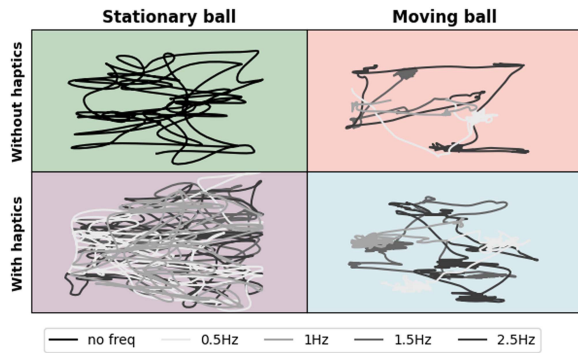 Stationary ball
Moving ball
Without haptics
With haptics
no freq
0.5Hz
1Hz
1.5Hz
2.5Hz